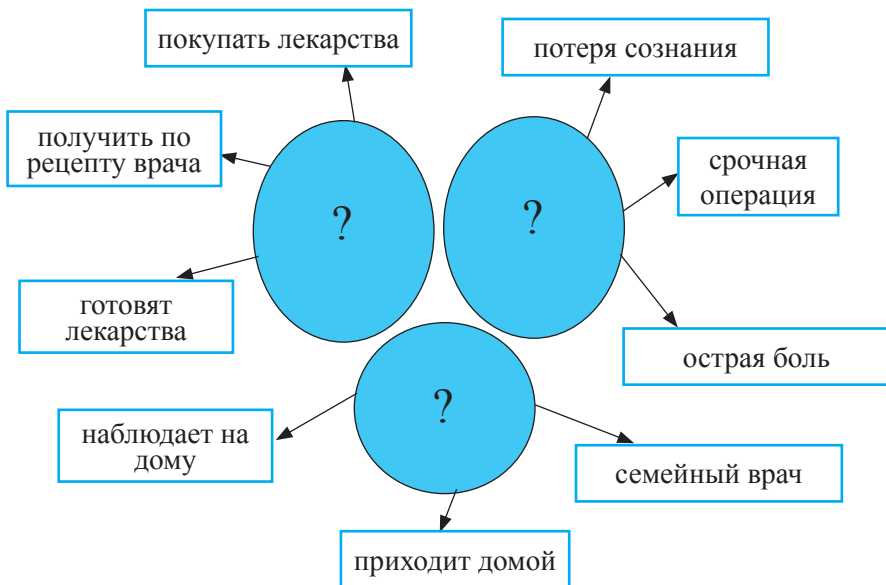 покупать лекарства
потеря сознания
получить по
рецепту врача
срочная
операция
?
?
готовят
лекарства
острая боль
?
наблюдает на
дому
семейный врач
приходит домой